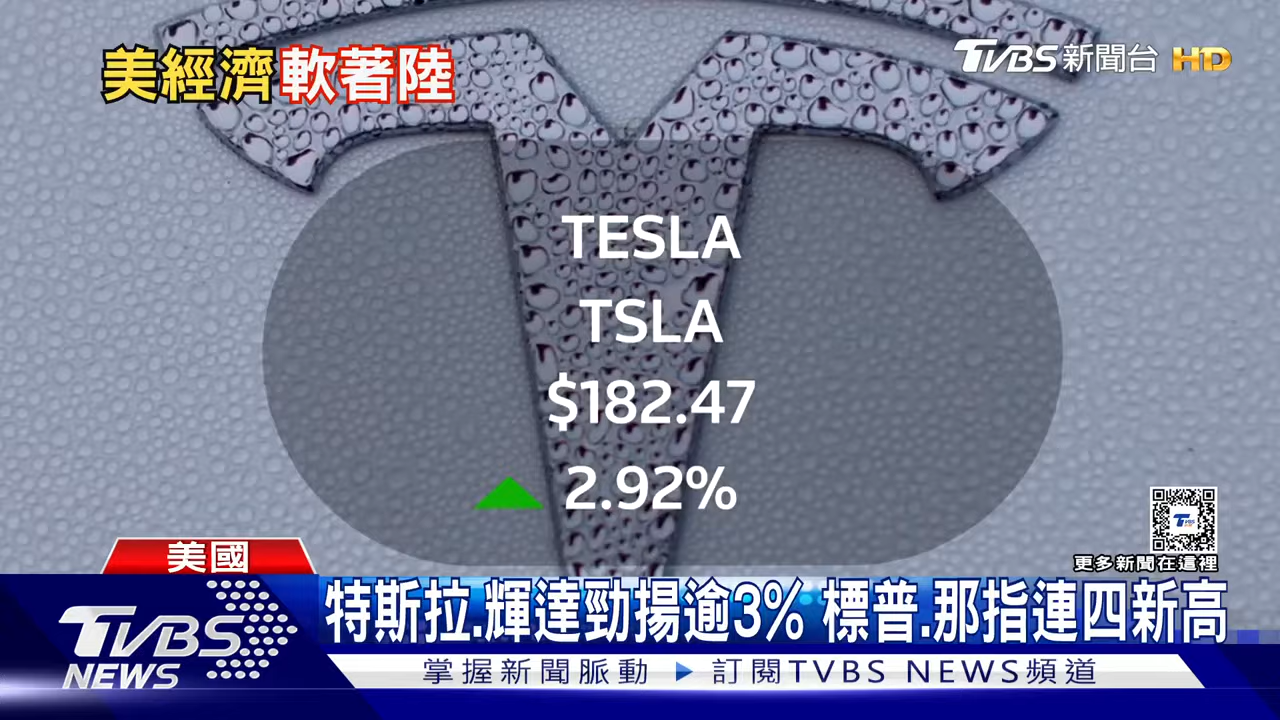 美經濟軟著陸
TVBS新聞台 HD
TESLA
TSLA
$182.47
2.92%
更多新聞在這裡
美國
特斯拉.輝達勁揚逾3% 標普.那指連四新高
TVBS
NEWS
掌握新聞脈動 ▶ 訂閱TVBS NEWS頻道